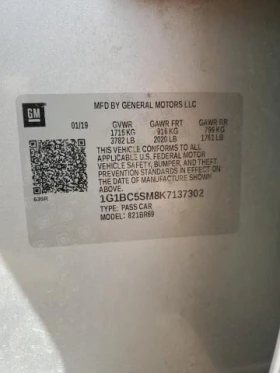 GM
MFD BY GENERAL MOTORS LLC
01/19 GVWR GAWR FRT GAWR RR
1715 KG 916 KG 799 KG
3782 LB 2020 LB 1761 LB
THIS VEHICLE CONFORMS TO ALL
APPLICABLE U.S. FEDERAL MOTOR
VEHICLE SAFETY, BUMPER, AND THEFT
PREVENTION STANDARDS IN EFFECT ON
THE DATE OF MANUFACTURE SHOWN
ABOVE.
1G1BC5SM8K7137302
TYPE: PASS CAR
MODEL: